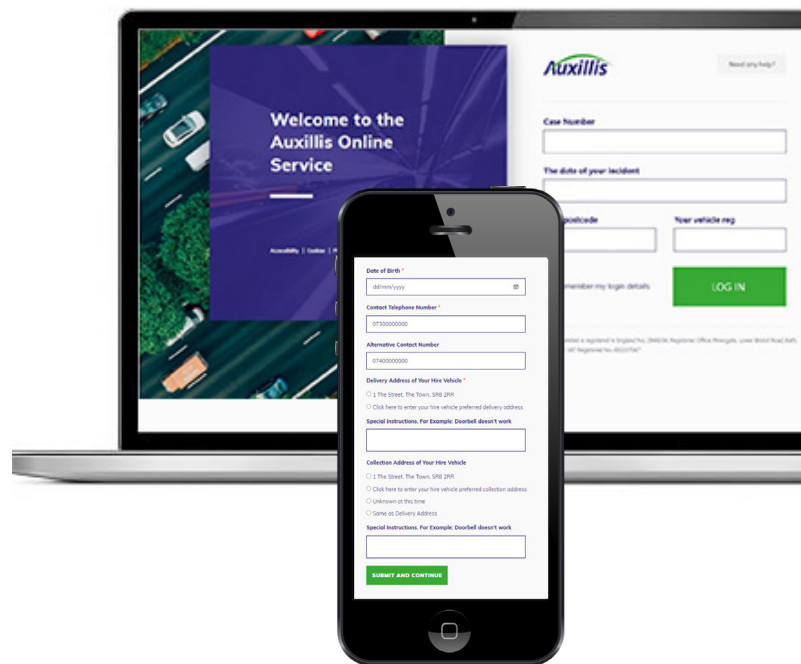 Welcome to the
Auxillis Online
Service
Accessibility | Cookies | P
Auxillis
Need any help?
Case Number
The date of your incident
postcode
Your vehicle reg
remember my login details
LOG IN
Date of Birth *
dd/mm/yyyy
Contact Telephone Number *
07300000000
Alternative Contact Number
07400000000
Delivery Address of Your Hire Vehicle *
1 The Street, The Town, SR8 2RR
Click here to enter your hire vehicle preferred delivery address
Special Instructions. For Example: Doorbell doesn't work
Collection Address of Your Hire Vehicle
1 The Street, The Town, SR8 2RR
Click here to enter your hire vehicle preferred collection address
Unknown at this time
Same as Delivery Address
Special Instructions. For Example: Doorbell doesn't work
SUBMIT AND CONTINUE